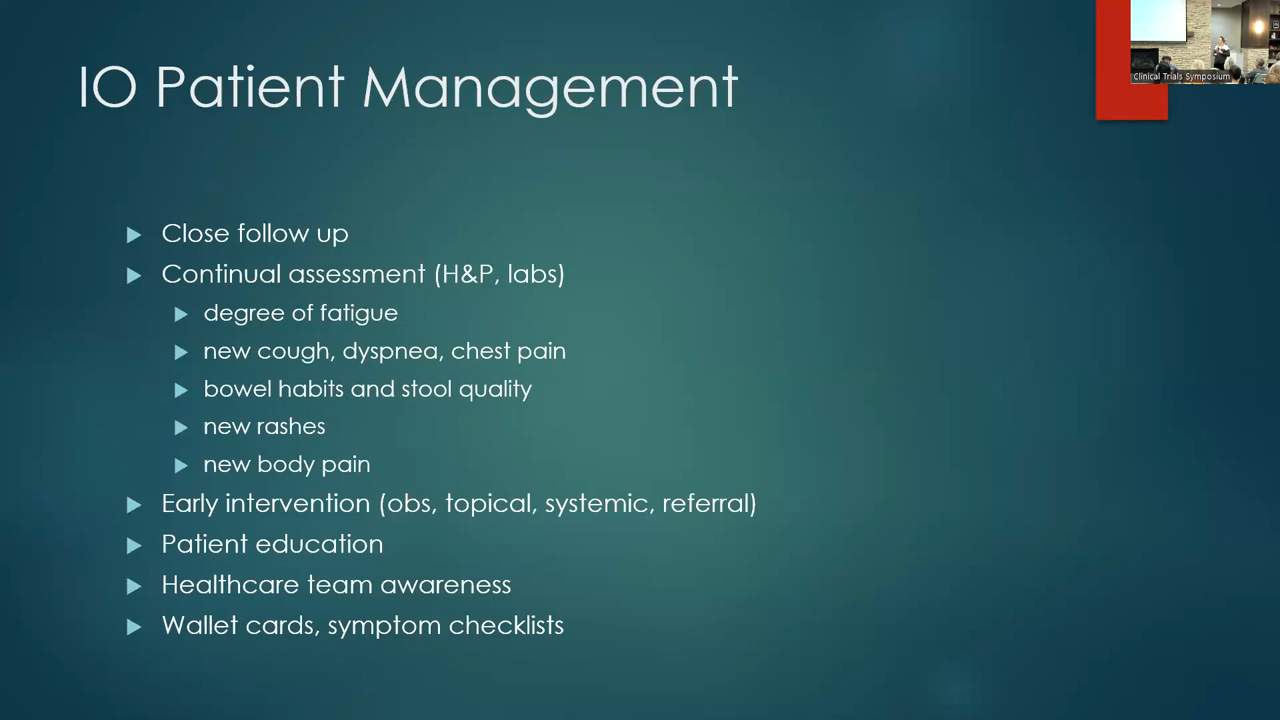 IO Patient Management
Clinical Trials Symposium
Close follow up
Continual assessment (H&P, labs)
degree of fatigue
new cough, dyspnea, chest pain
bowel habits and stool quality
new rashes
new body pain
Early intervention (obs, topical, systemic, referral)
Patient education
Healthcare team awareness
Wallet cards, symptom checklists